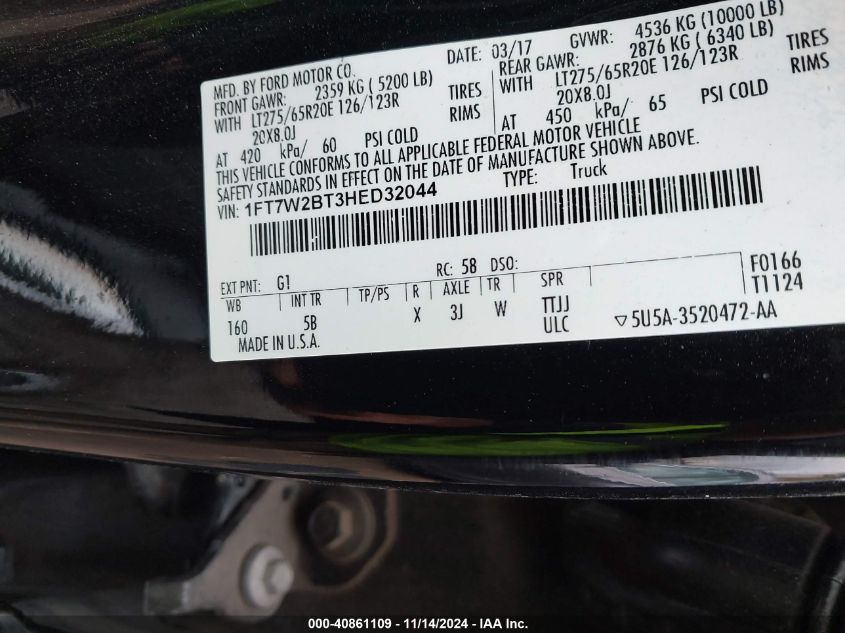 MFD. BY FORD MOTOR CO.
DATE: 03/17 GVWR: 4536 KG (10000 LB)
FRONT GAWR: 2359 KG (5200 LB) REAR GAWR: 2876 KG (6340 LB)
WITH LT275/65R20E 126/123R TIRES WITH LT275/65R20E 126/123R TIRES
20X8.0J RIMS 20X8.0J RIMS
AT 420 kPa/ 60 PSI COLD AT 450 kPa/ 65 PSI COLD
THIS VEHICLE CONFORMS TO ALL APPLICABLE FEDERAL MOTOR VEHICLE
SAFETY STANDARDS IN EFFECT ON THE DATE OF MANUFACTURE SHOWN ABOVE.
VIN: 1FT7W2BT3HED32044 TYPE: Truck
EXT PNT: G1 RC: 58 DSO: F0166
WB INT TR TP/PS R AXLE TR SPR T1124
160 5B X 3J W TTJJ
MADE IN U.S.A. ULC ▽5U5A-3520472-AA
000-40861109 - 11/14/2024 - IAA Inc.